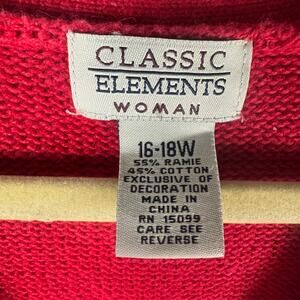 CLASSIC
ELEMENTS
WOMAN
16-18W
55% RAMIE
45% COTTON
EXCLUSIVE OF
DECORATION
MADE IN
CHINA
RN 15099
CARE SEE
REVERSE